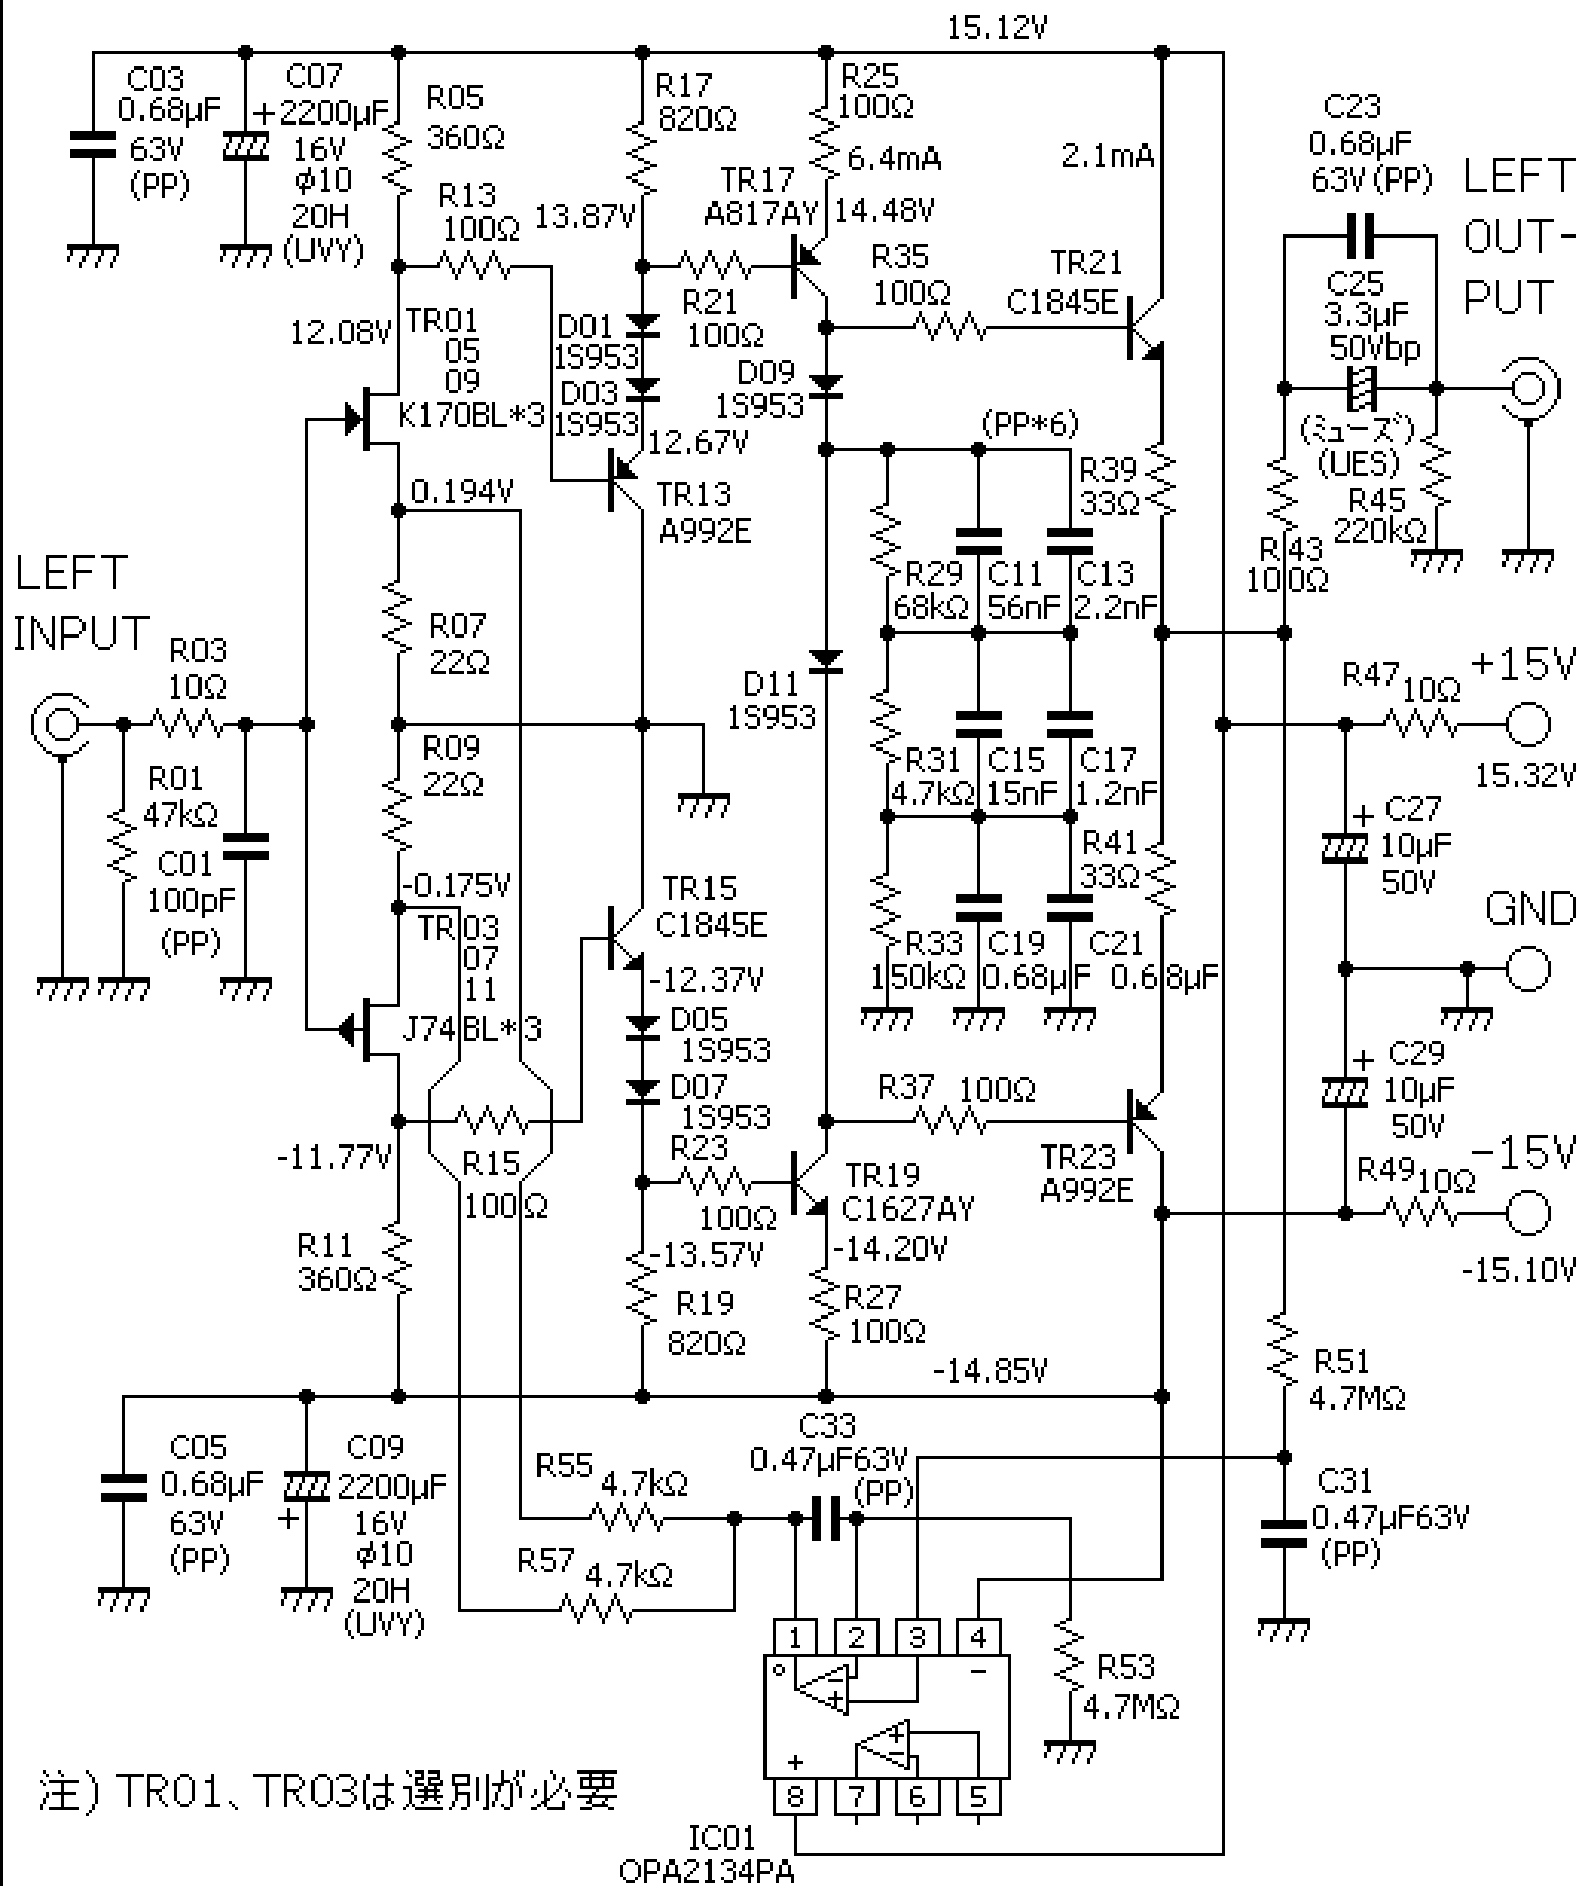 15.12V
C03
0.68μF
63V
(PP)
C07
+2200μF
16V
φ10
20H
(UVY)
R05
360Ω
R13
100Ω
13.87V
R17
820Ω
R25
100Ω
6.4mA
TR17
A817AY
14.48V
2.1mA
C23
0.68μF
63V(PP)
LEFT
OUT-
PUT
R35
100Ω
TR21
C1845E
C25
3.3μF
50Vbp
(ミューズ)
(UES)
R45
220kΩ
12.08V
TR01
05
09
K170BL*3
D01
1S953
D03
1S953
R21
100Ω
D09
1S953
12.67V
TR13
A992E
(PP*6)
R39
33Ω
R43
100Ω
0.194V
LEFT
INPUT
R03
10Ω
R07
22Ω
R09
22Ω
R01
47kΩ
C01
100pF
(PP)
R29
68kΩ
C11
56nF
C13
2.2nF
D11
1S953
R31
4.7kΩ
C15
15nF
C17
1.2nF
R41
33Ω
R33
150kΩ
C19
0.68μF
C21
0.68μF
R47
10Ω
+15V
15.32V
+
C27
10μF
50V
GND
+
C29
10μF
50V
-15V
R49
10Ω
-15.10V
-0.175V
TR03
07
11
J74BL*3
TR15
C1845E
-12.37V
D05
1S953
D07
1S953
R37
100Ω
TR23
A992E
-11.77V
R15
100Ω
R23
100Ω
TR19
C1627AY
-14.20V
-13.57V
R11
360Ω
R19
820Ω
R27
100Ω
-14.85V
R51
4.7MΩ
C05
0.68μF
63V
(PP)
C09
2200μF
+
16V
φ10
20H
(UVY)
R55
4.7kΩ
R57
4.7kΩ
C33
0.47μF63V
(PP)
C31
0.47μF63V
(PP)
1 2 3 4
-
-
+
R53
4.7MΩ
+
-
+
8 7 6 5
IC01
OPA2134PA
注) TR01、TR03は選別が必要